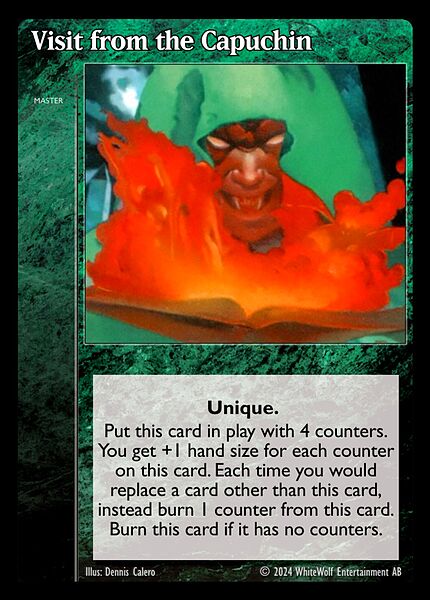 Visit from the Capuchin
MASTER
Unique.
Put this card in play with 4 counters.
You get +1 hand size for each counter
on this card. Each time you would
replace a card other than this card,
instead burn 1 counter from this card.
Burn this card if it has no counters.
Illus: Dennis Calero
© 2024 WhiteWolf Entertainment AB